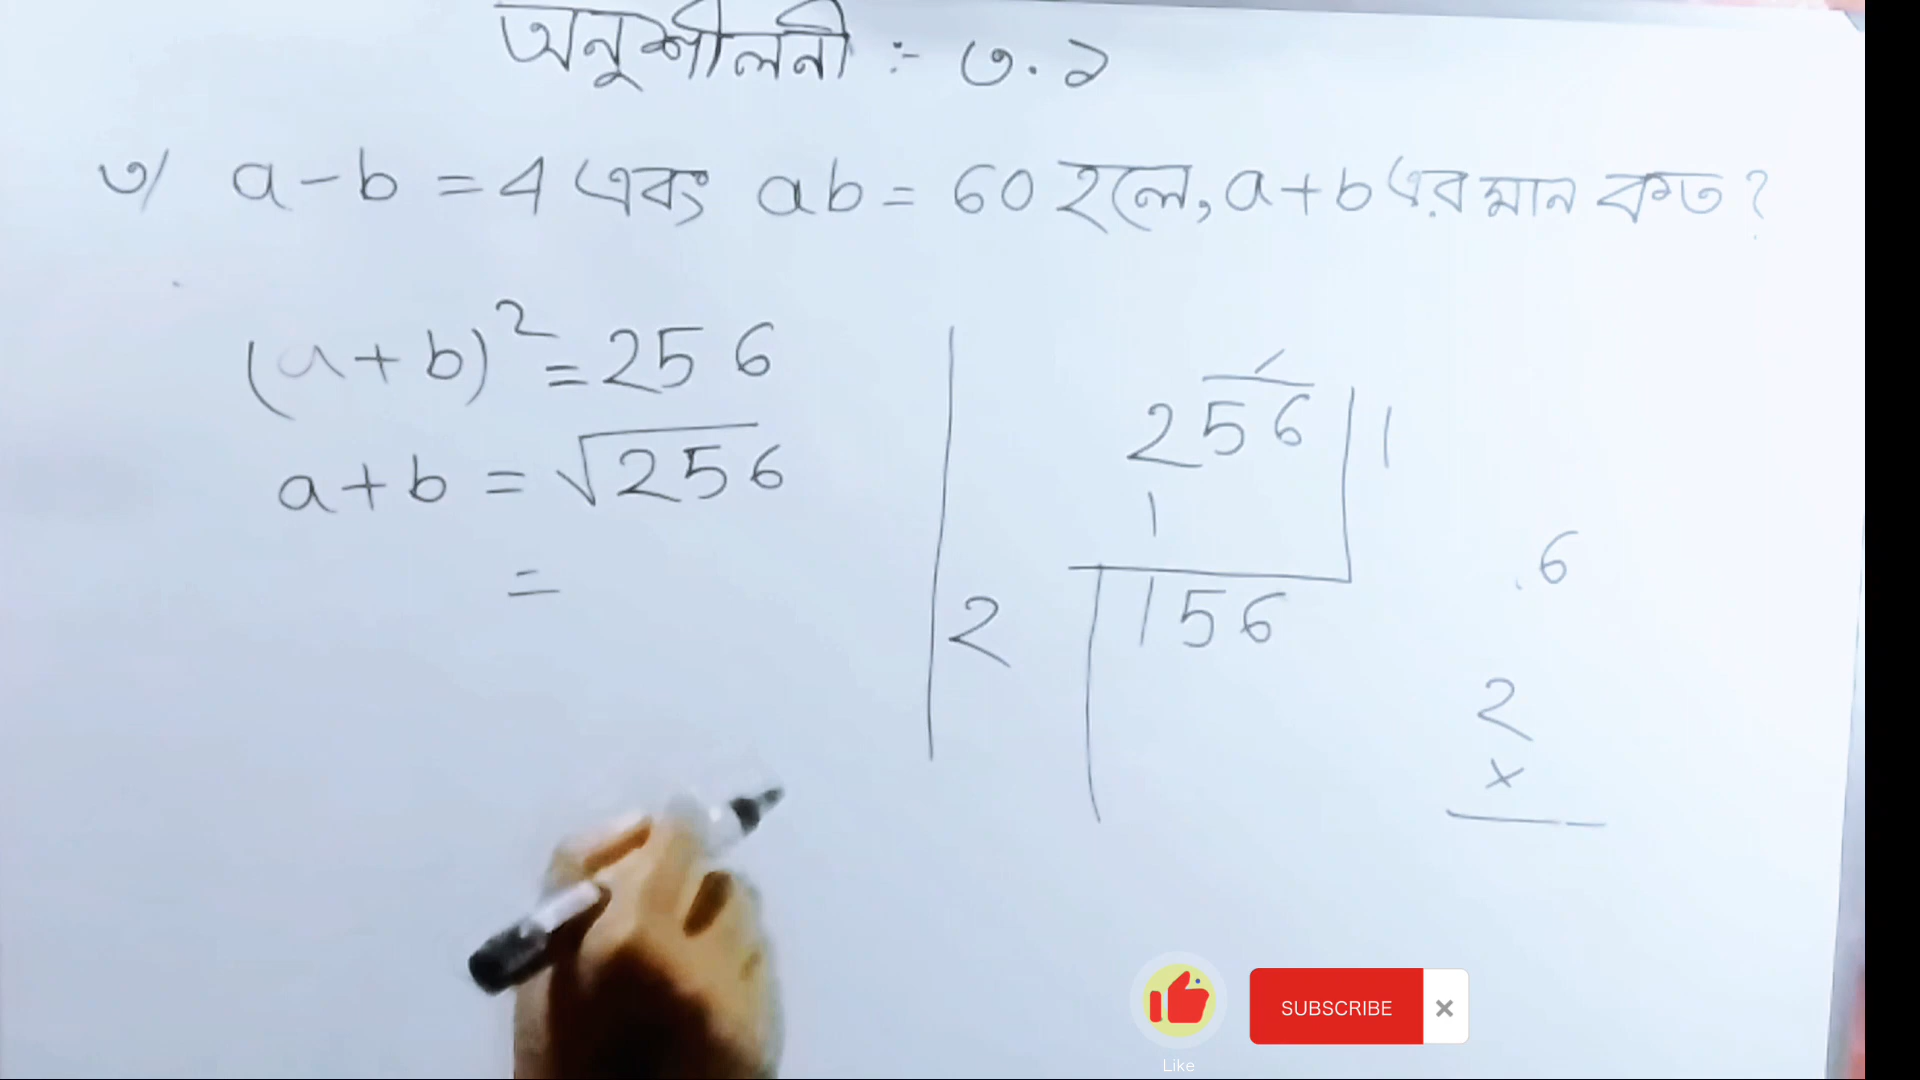 অনুশীলনী :- ৩.১
৩/ a-b = 4 এবং ab = 60 হলে, a+b এর মান কত?
(a+b)² = 256
a+b = √256
=
256 | 1
1
2 | 156
6
2
×
Like
SUBSCRIBE ×